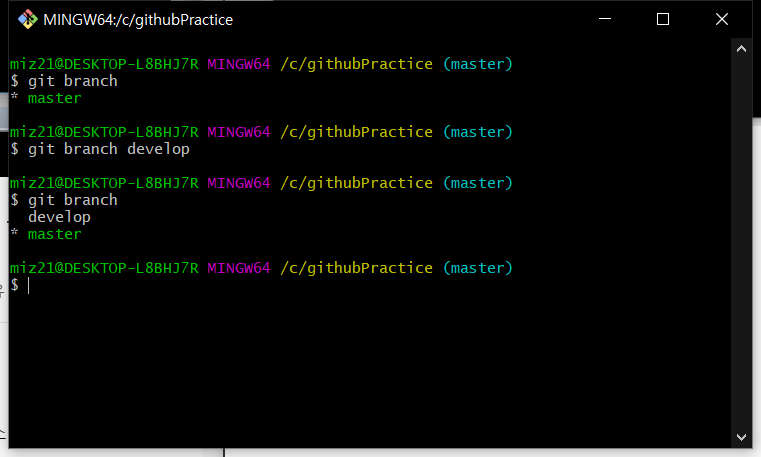 MINGW64:/c/githubPractice
miz21@DESKTOP-L8BHJ7R MINGW64 /c/githubPractice (master)
$ git branch
* master
miz21@DESKTOP-L8BHJ7R MINGW64 /c/githubPractice (master)
$ git branch develop
miz21@DESKTOP-L8BHJ7R MINGW64 /c/githubPractice (master)
$ git branch
  develop
* master
miz21@DESKTOP-L8BHJ7R MINGW64 /c/githubPractice (master)
$